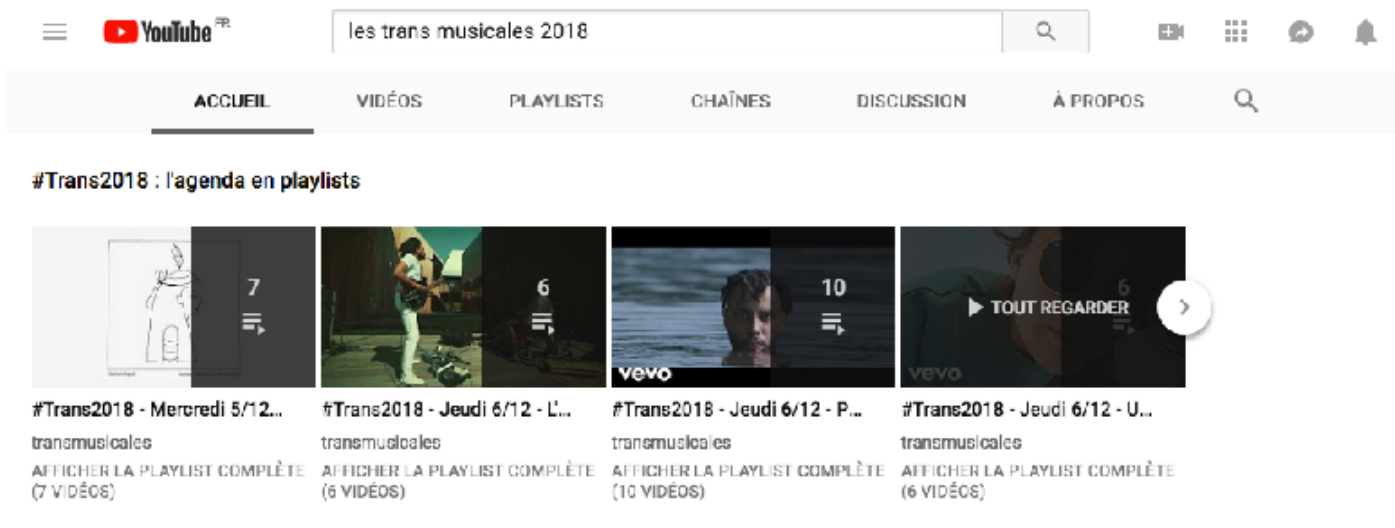 YouTube FR
les trans musicales 2018
ACCUEIL VIDÉOS PLAYLISTS CHAÎNES DISCUSSION À PROPOS
#Trans2018 : l'agenda en playlists
7 6 10 6
TOUT REGARDER
vevo vevo
#Trans2018 - Mercredi 5/12... #Trans2018 - Jeudi 6/12 - L'... #Trans2018 - Jeudi 6/12 - P... #Trans2018 - Jeudi 6/12 - U...
transmusicales transmusicales transmusicales transmusicales
AFFICHER LA PLAYLIST COMPLÈTE AFFICHER LA PLAYLIST COMPLÈTE AFFICHER LA PLAYLIST COMPLÈTE AFFICHER LA PLAYLIST COMPLÈTE
(7 VIDÉOS) (6 VIDÉOS) (10 VIDÉOS) (6 VIDÉOS)